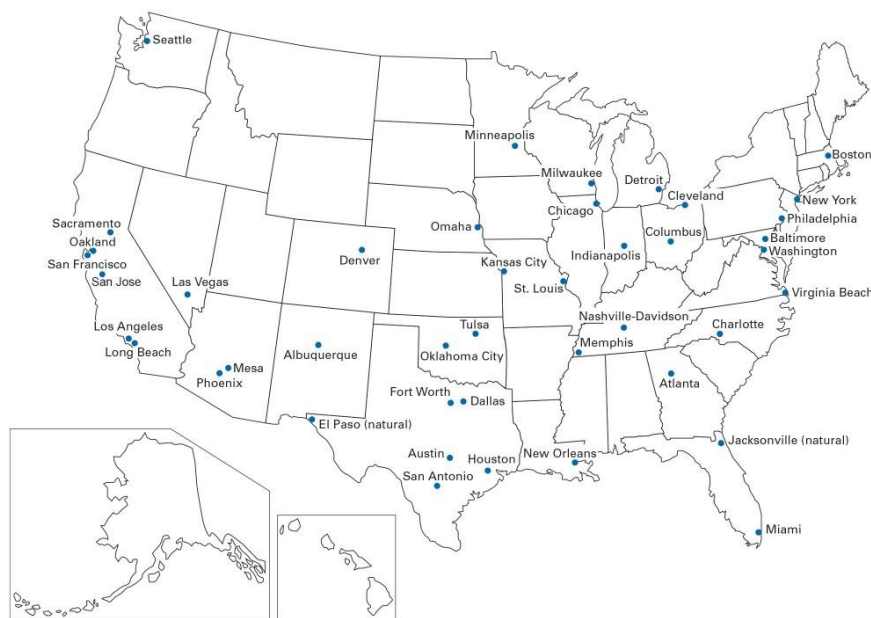 Seattle
Minneapolis
Boston
Milwaukee
Detroit
Cleveland
New York
Chicago
Philadelphia
Sacramento
Omaha
Columbus
Baltimore
Oakland
Denver
Indianapolis
Washington
San Francisco
Kansas City
San Jose
Las Vegas
St. Louis
Virginia Beach
Nashville-Davidson
Los Angeles
Tulsa
Charlotte
Long Beach
Albuquerque
Oklahoma City
Memphis
Mesa
Phoenix
Atlanta
Fort Worth
Dallas
El Paso (natural)
Jacksonville (natural)
Austin
Houston
New Orleans
San Antonio
Miami